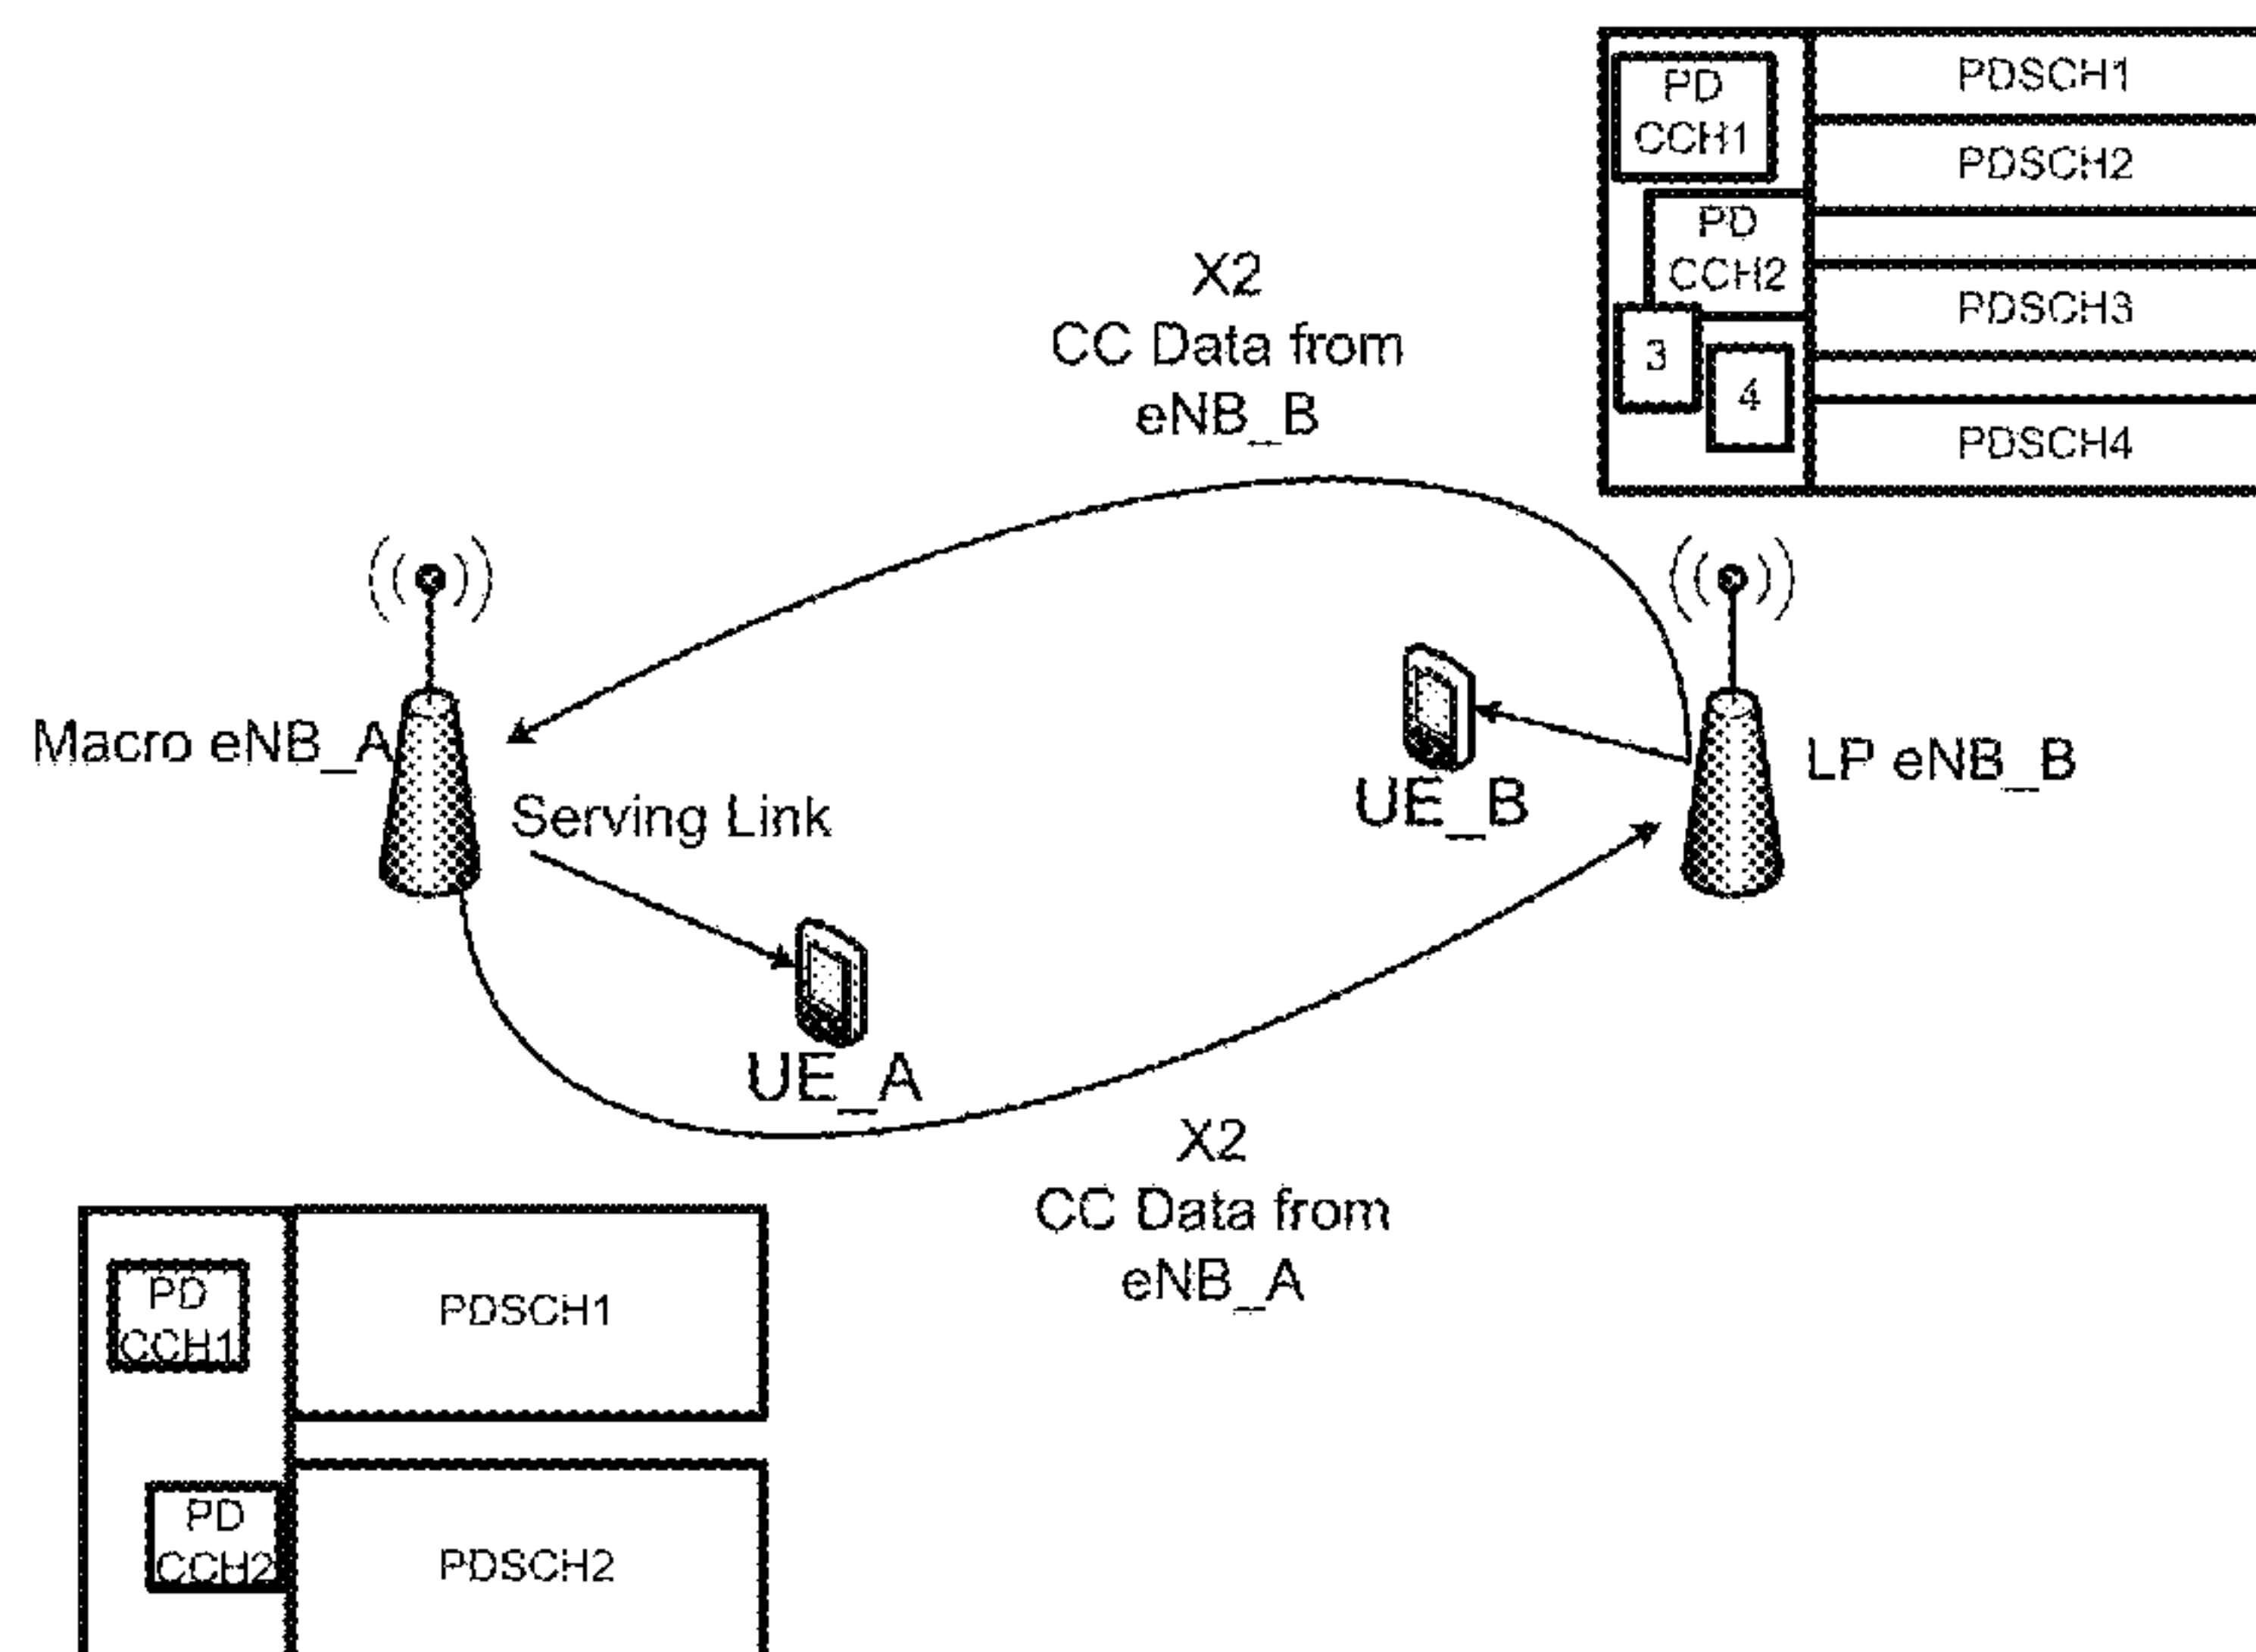 PD
CCH1
PDSCH1
PDSCH2
PD
CCH2
PDSCH3
3
4
PDSCH4
X2
CC Data from
eNB_B
Macro eNB_A
LP eNB_B
Serving Link
UE_B
UE_A
X2
CC Data from
eNB_A
PD
CCH1
PDSCH1
PD
CCH2
PDSCH2